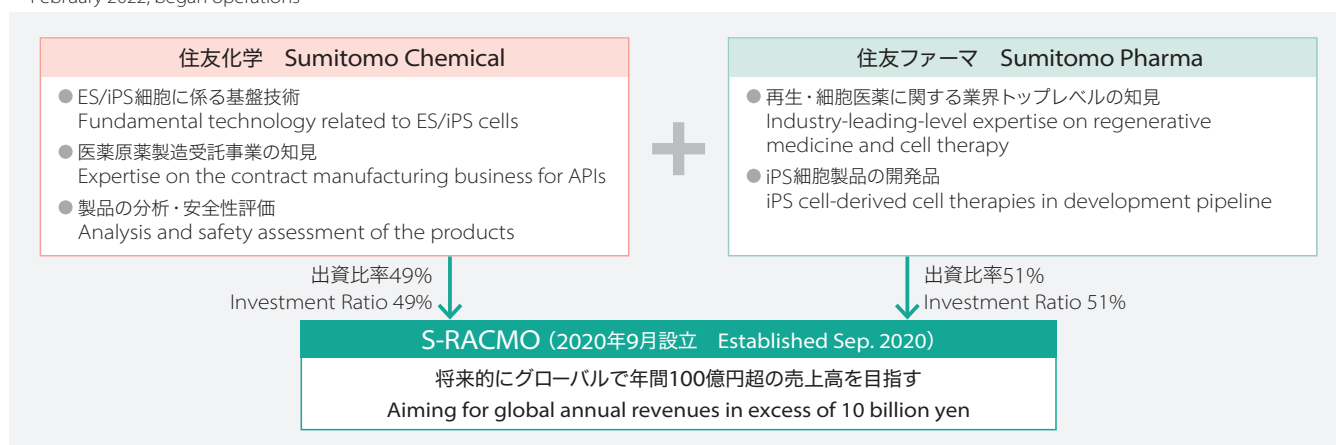 February 2022, began operations
住友化学 Sumitomo Chemical
● ES/iPS細胞に係る基盤技術
Fundamental technology related to ES/iPS cells
● 医薬原薬製造受託事業の知見
Expertise on the contract manufacturing business for APIs
● 製品の分析・安全性評価
Analysis and safety assessment of the products
+
住友ファーマ Sumitomo Pharma
● 再生・細胞医薬に関する業界トップレベルの知見
Industry-leading-level expertise on regenerative
medicine and cell therapy
● iPS細胞製品の開発品
iPS cell-derived cell therapies in development pipeline
出資比率49%
Investment Ratio 49%
出資比率51%
Investment Ratio 51%
S-RACMO（2020年9月設立 Established Sep. 2020）
将来的にグローバルで年間100億円超の売上高を目指す
Aiming for global annual revenues in excess of 10 billion yen